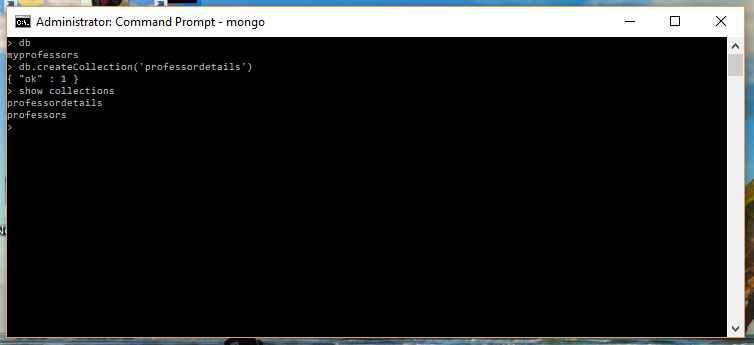 Administrator: Command Prompt - mongo
> db
myprofessors
> db.createCollection('professordetails')
{ "ok" : 1 }
> show collections
professordetails
professors
>